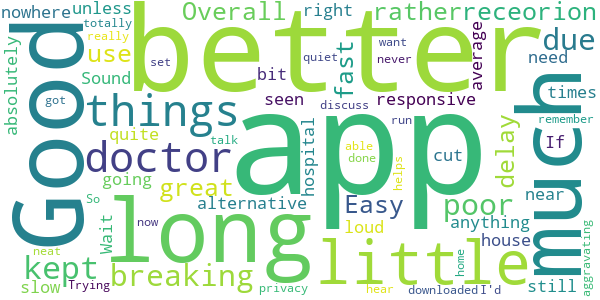 nowhere
unless
totally
really
Overall
right
rather
receorion
due
absolutely
Good
use
Sound
set
better
bit
seen
quiet
fast
want
never
average
responsive
discuss
need
times
much
got
things
quite
talk
doctor
hospital
app
run
cut
delay
If
remember
able
done
helps
near
going
great
alternative
Easy
poor
anything
So
Wait
long
now
loud
little
house
still
aggravating
neat
kept
breaking
slow
Trying
privacy
hear
home
downloaded
I'd